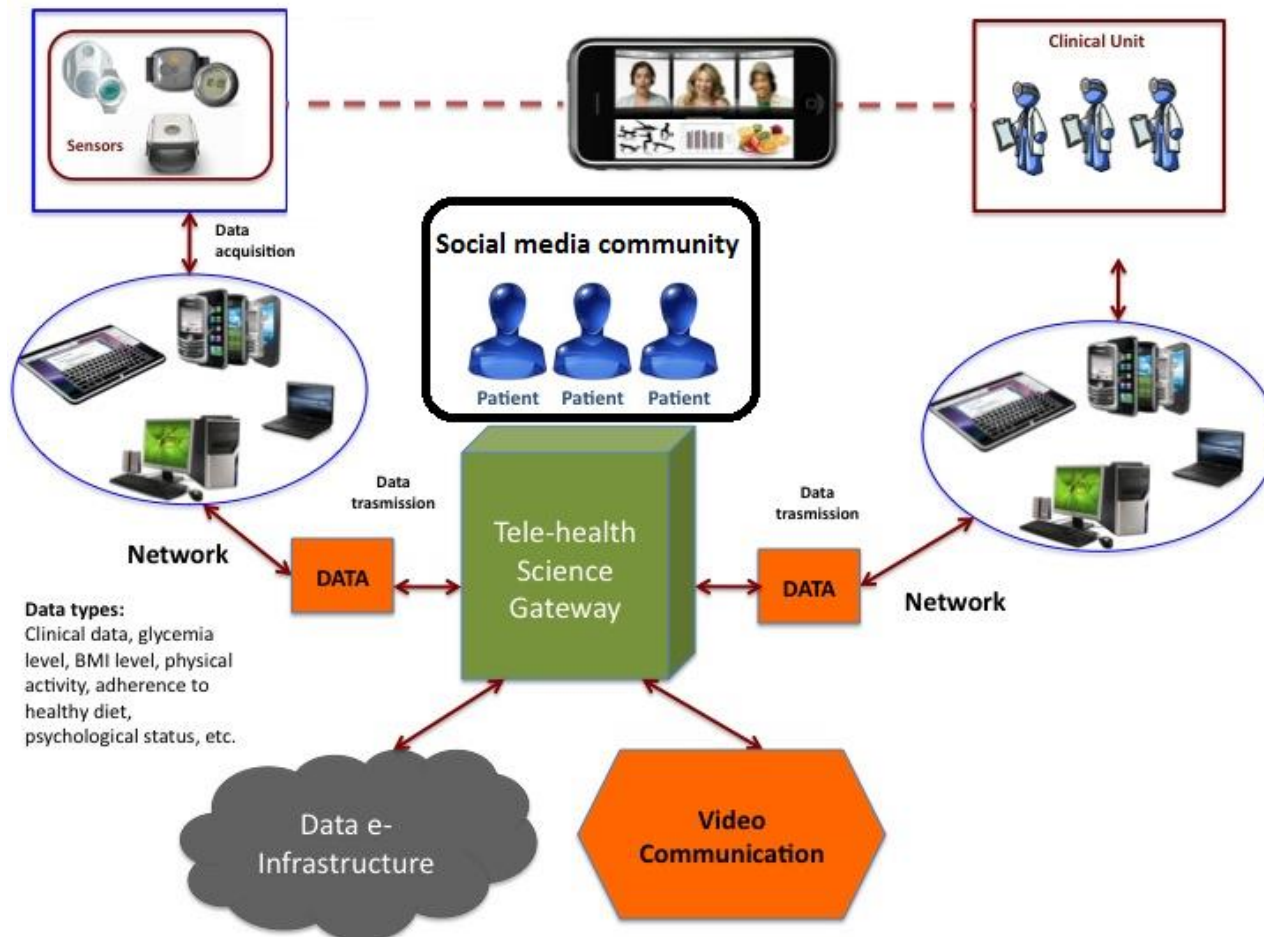 Clinical Unit
Sensors
Data
acquisition
Social media community
Patient Patient Patient
Data
trasmission
Data
trasmission
Tele-health
Science
Gateway
Network
DATA
DATA
Network
Data types:
Clinical data, glycemia
level, BMI level, physical
activity, adherence to
healthy diet,
psychological status, etc.
Data e-
Infrastructure
Video
Communication